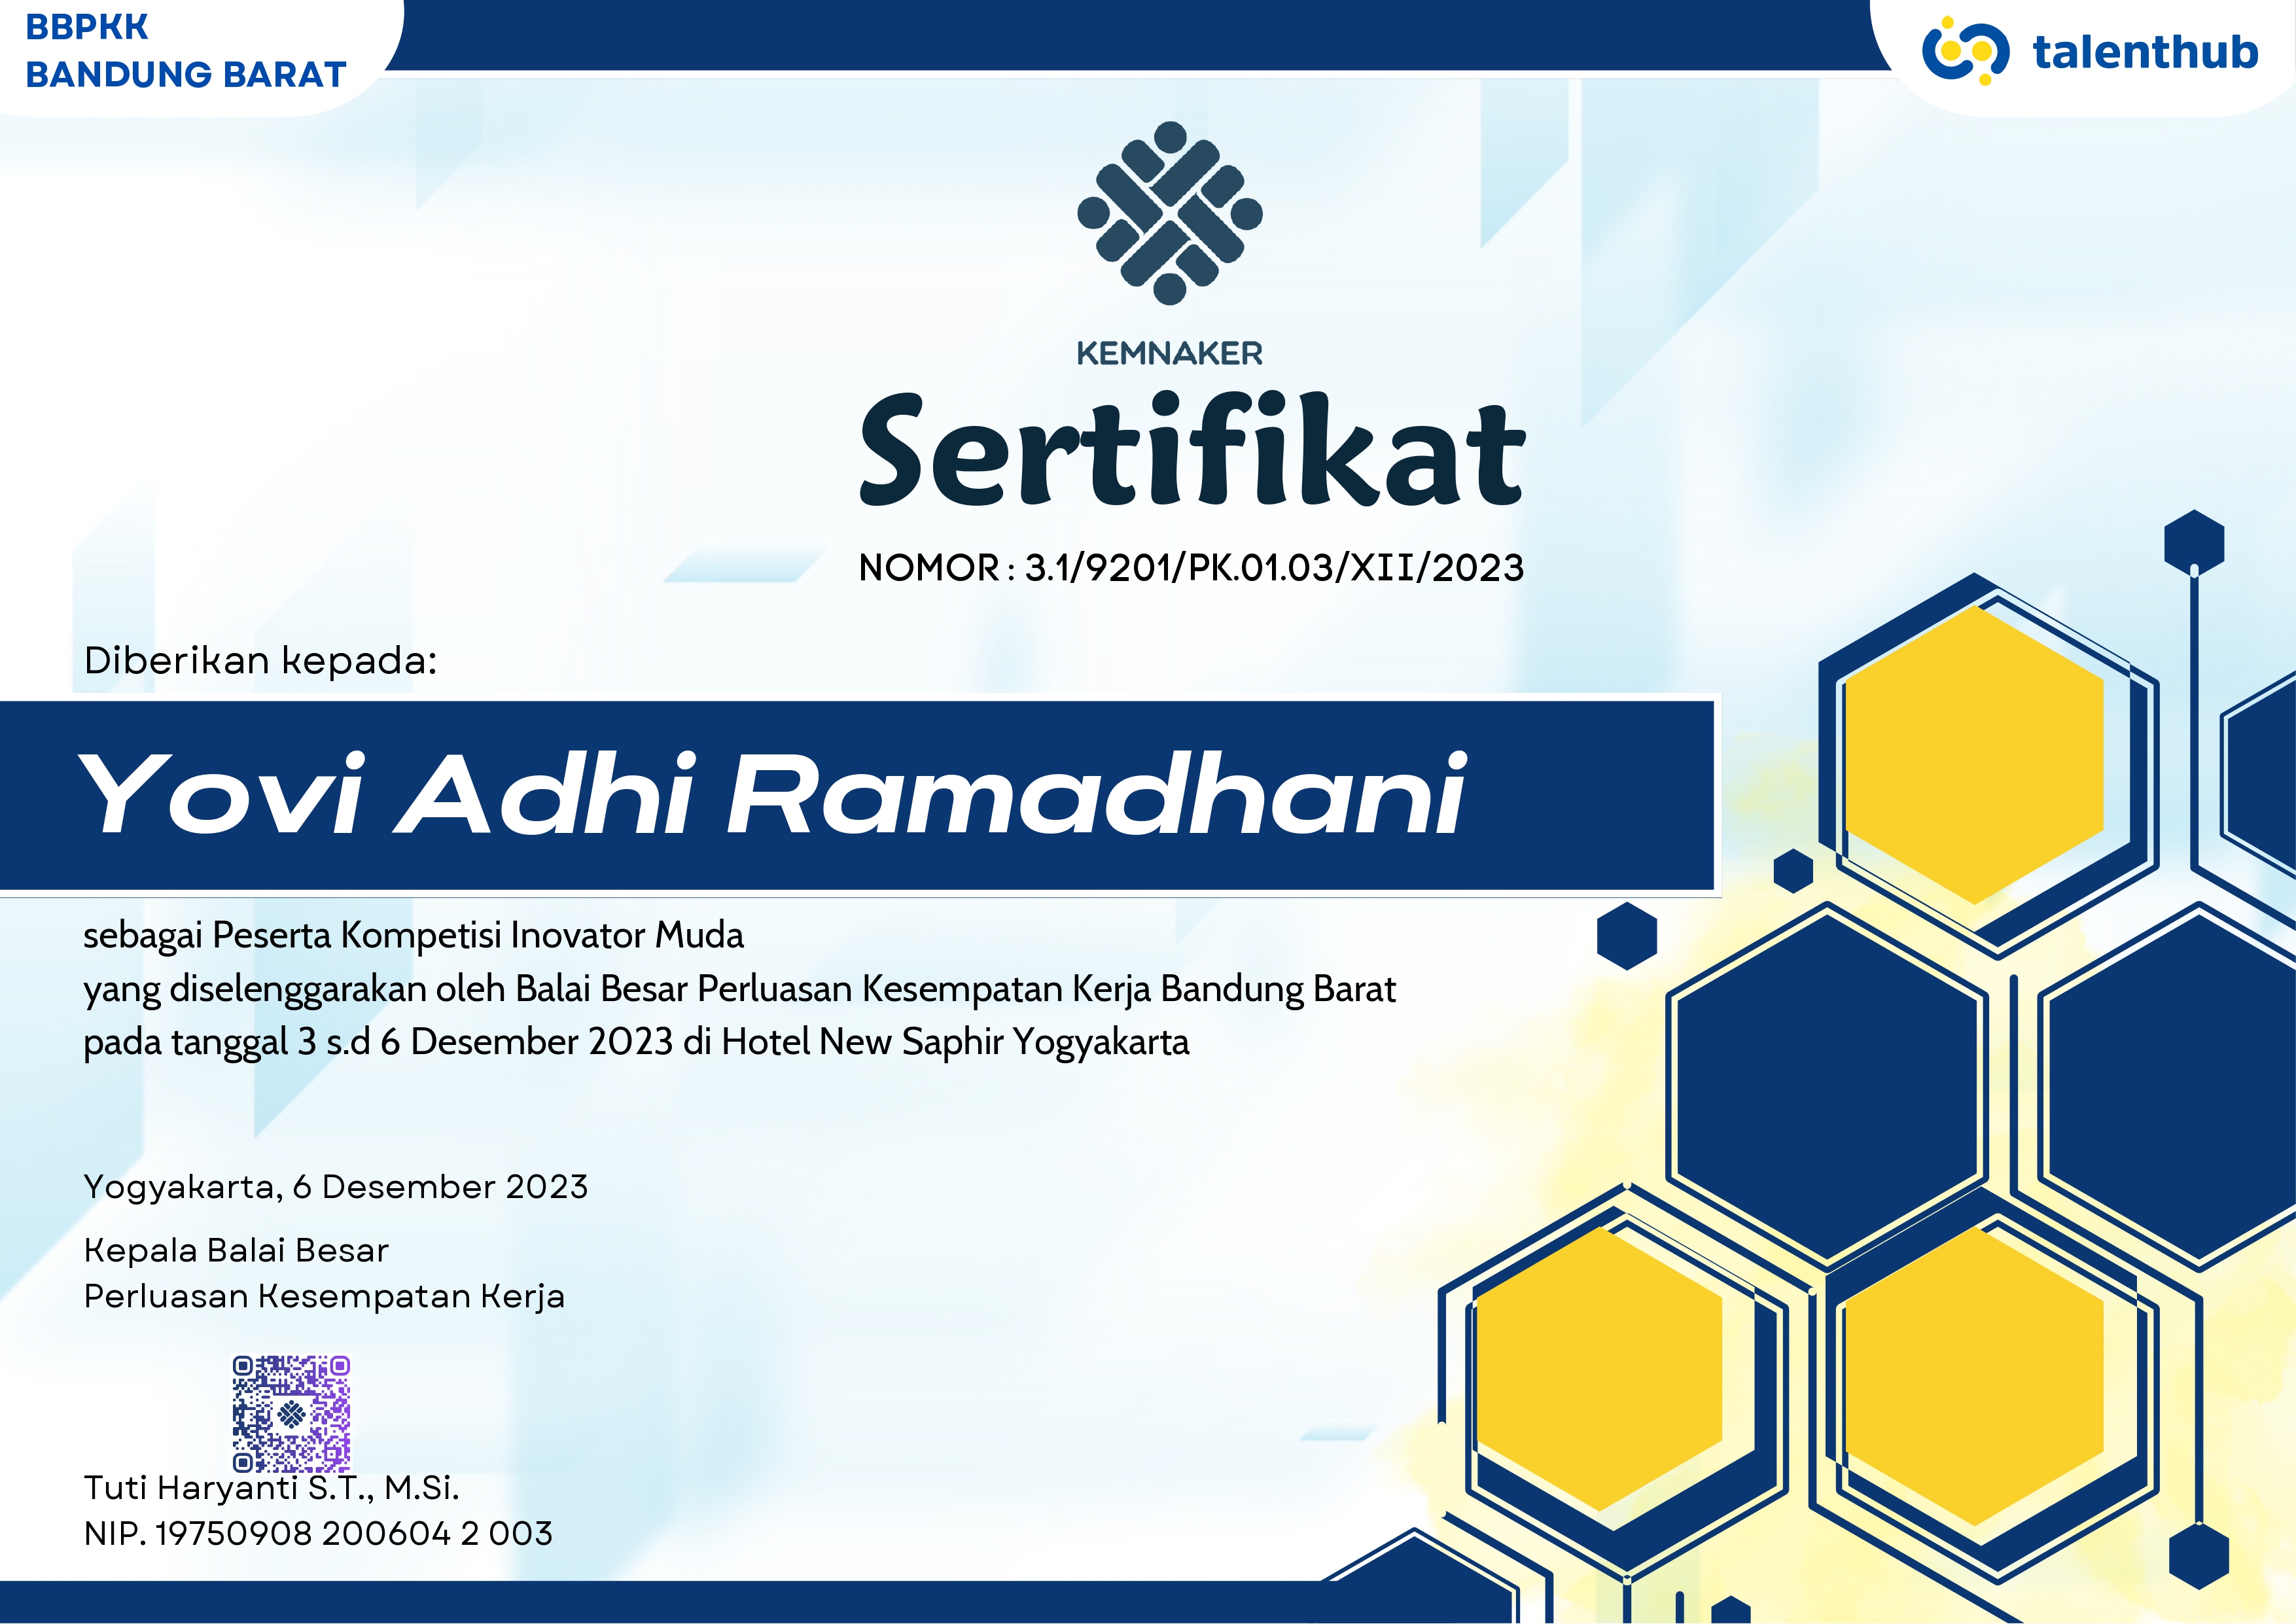 BBPKK
BANDUNG BARAT
talenthub
KEMNAKER
Sertifikat
NOMOR : 3.1/9201/PK.01.03/XII/2023
Diberikan kepada:
Yovi Adhi Ramadhani
sebagai Peserta Kompetisi Inovator Muda
yang diselenggarakan oleh Balai Besar Perluasan Kesempatan Kerja Bandung Barat
pada tanggal 3 s.d 6 Desember 2023 di Hotel New Saphir Yogyakarta
Yogyakarta, 6 Desember 2023
Kepala Balai Besar
Perluasan Kesempatan Kerja
Tuti Haryanti S.T., M.Si.
NIP. 19750908 200604 2 003